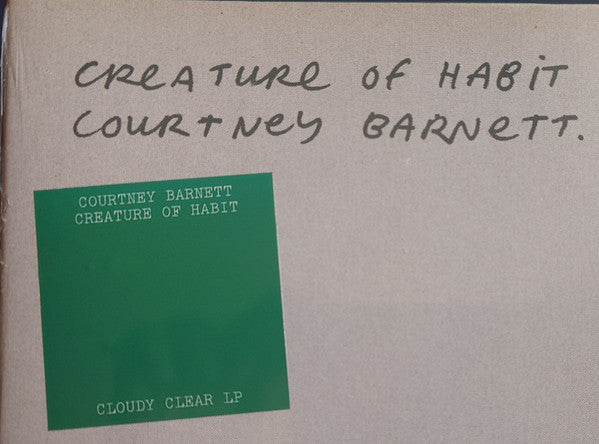 CREATURE OF HABIT
COURTNEY BARNETT.
COURTNEY BARNETT
CREATURE OF HABIT
CLOUDY CLEAR LP